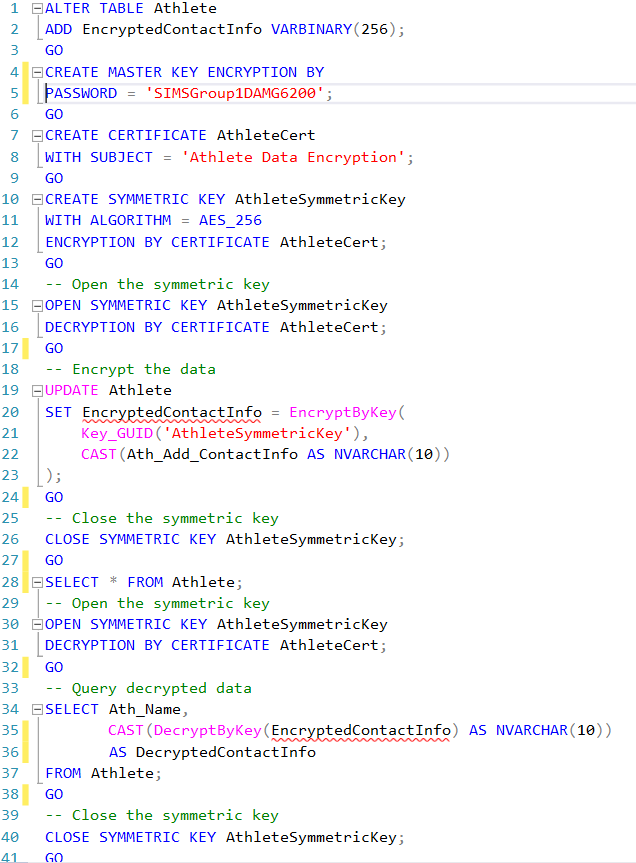 1 ALTER TABLE Athlete
2 ADD EncryptedContactInfo VARBINARY(256);
3 GO
4 CREATE MASTER KEY ENCRYPTION BY
5 PASSWORD = 'SIMSGroup1DAMG6200';
6 GO
7 CREATE CERTIFICATE AthleteCert
8 WITH SUBJECT = 'Athlete Data Encryption';
9 GO
10 CREATE SYMMETRIC KEY AthleteSymmetricKey
11 WITH ALGORITHM = AES_256
12 ENCRYPTION BY CERTIFICATE AthleteCert;
13 GO
14 -- Open the symmetric key
15 OPEN SYMMETRIC KEY AthleteSymmetricKey
16 DECRYPTION BY CERTIFICATE AthleteCert;
17 GO
18 -- Encrypt the data
19 UPDATE Athlete
20 SET EncryptedContactInfo = EncryptByKey(
21     Key_GUID('AthleteSymmetricKey'),
22     CAST(Ath_Add_ContactInfo AS NVARCHAR(10))
23 );
24 GO
25 -- Close the symmetric key
26 CLOSE SYMMETRIC KEY AthleteSymmetricKey;
27 GO
28 SELECT * FROM Athlete;
29 -- Open the symmetric key
30 OPEN SYMMETRIC KEY AthleteSymmetricKey
31 DECRYPTION BY CERTIFICATE AthleteCert;
32 GO
33 -- Query decrypted data
34 SELECT Ath_Name,
35        CAST(DecryptByKey(EncryptedContactInfo) AS NVARCHAR(10))
36        AS DecryptedContactInfo
37 FROM Athlete;
38 GO
39 -- Close the symmetric key
40 CLOSE SYMMETRIC KEY AthleteSymmetricKey;
41 GO